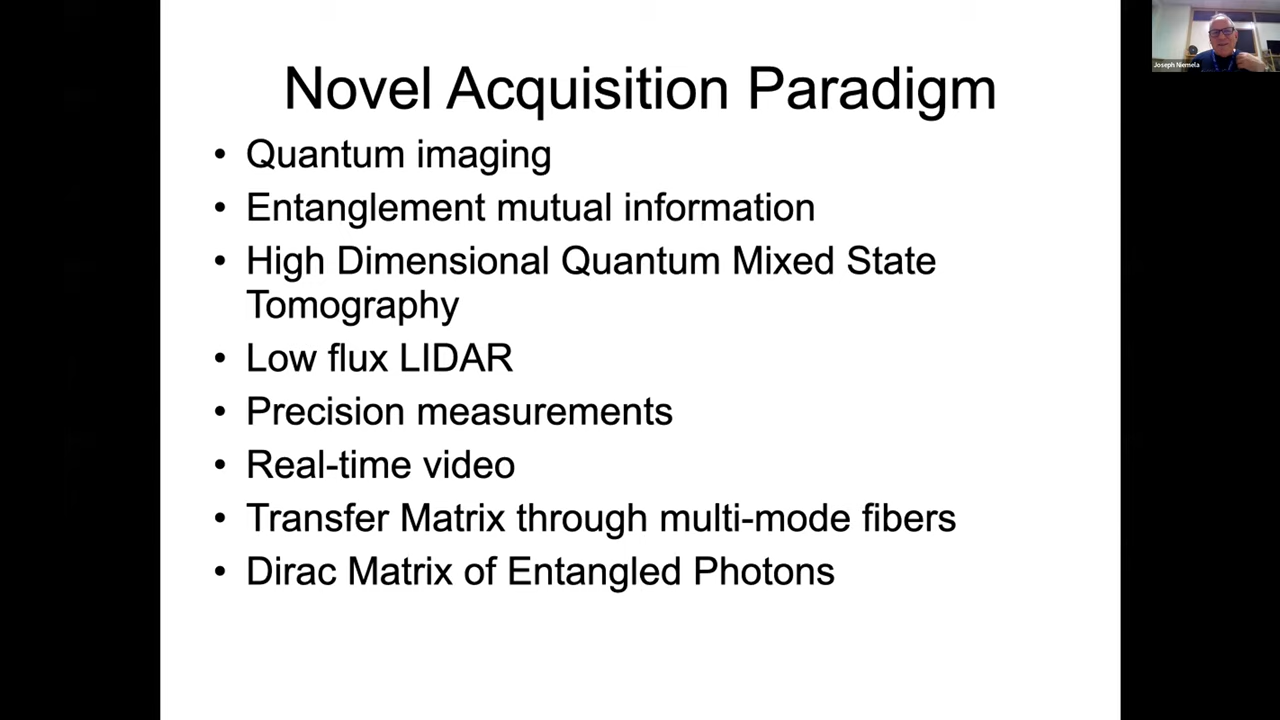 Novel Acquisition Paradigm
• Quantum imaging
• Entanglement mutual information
• High Dimensional Quantum Mixed State
Tomography
• Low flux LIDAR
• Precision measurements
• Real-time video
• Transfer Matrix through multi-mode fibers
• Dirac Matrix of Entangled Photons
Joseph Niemela